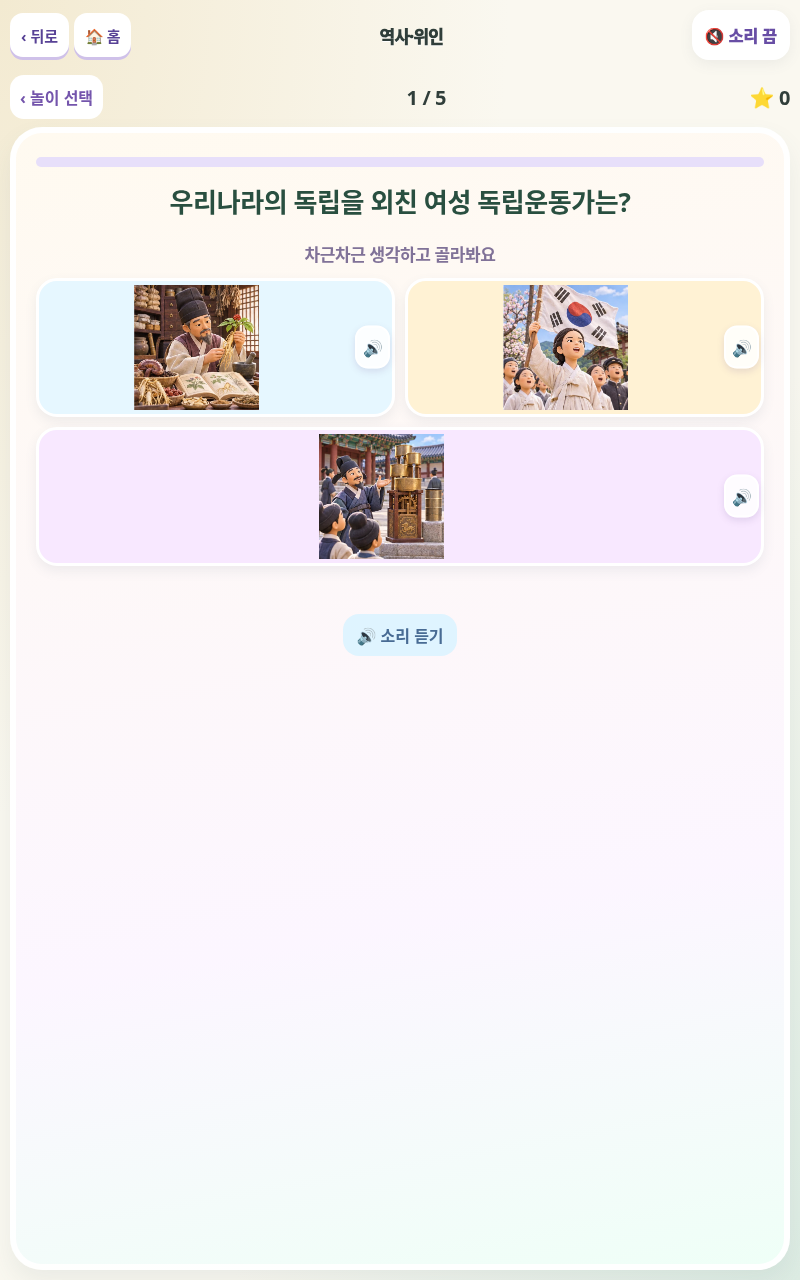 ‹ 뒤로
🏠 홈
역사·위인
🔇 소리 끔
‹ 놀이 선택
1 / 5
⭐ 0
우리나라의 독립을 외친 여성 독립운동가는?
차근차근 생각하고 골라봐요
🔊 소리 듣기